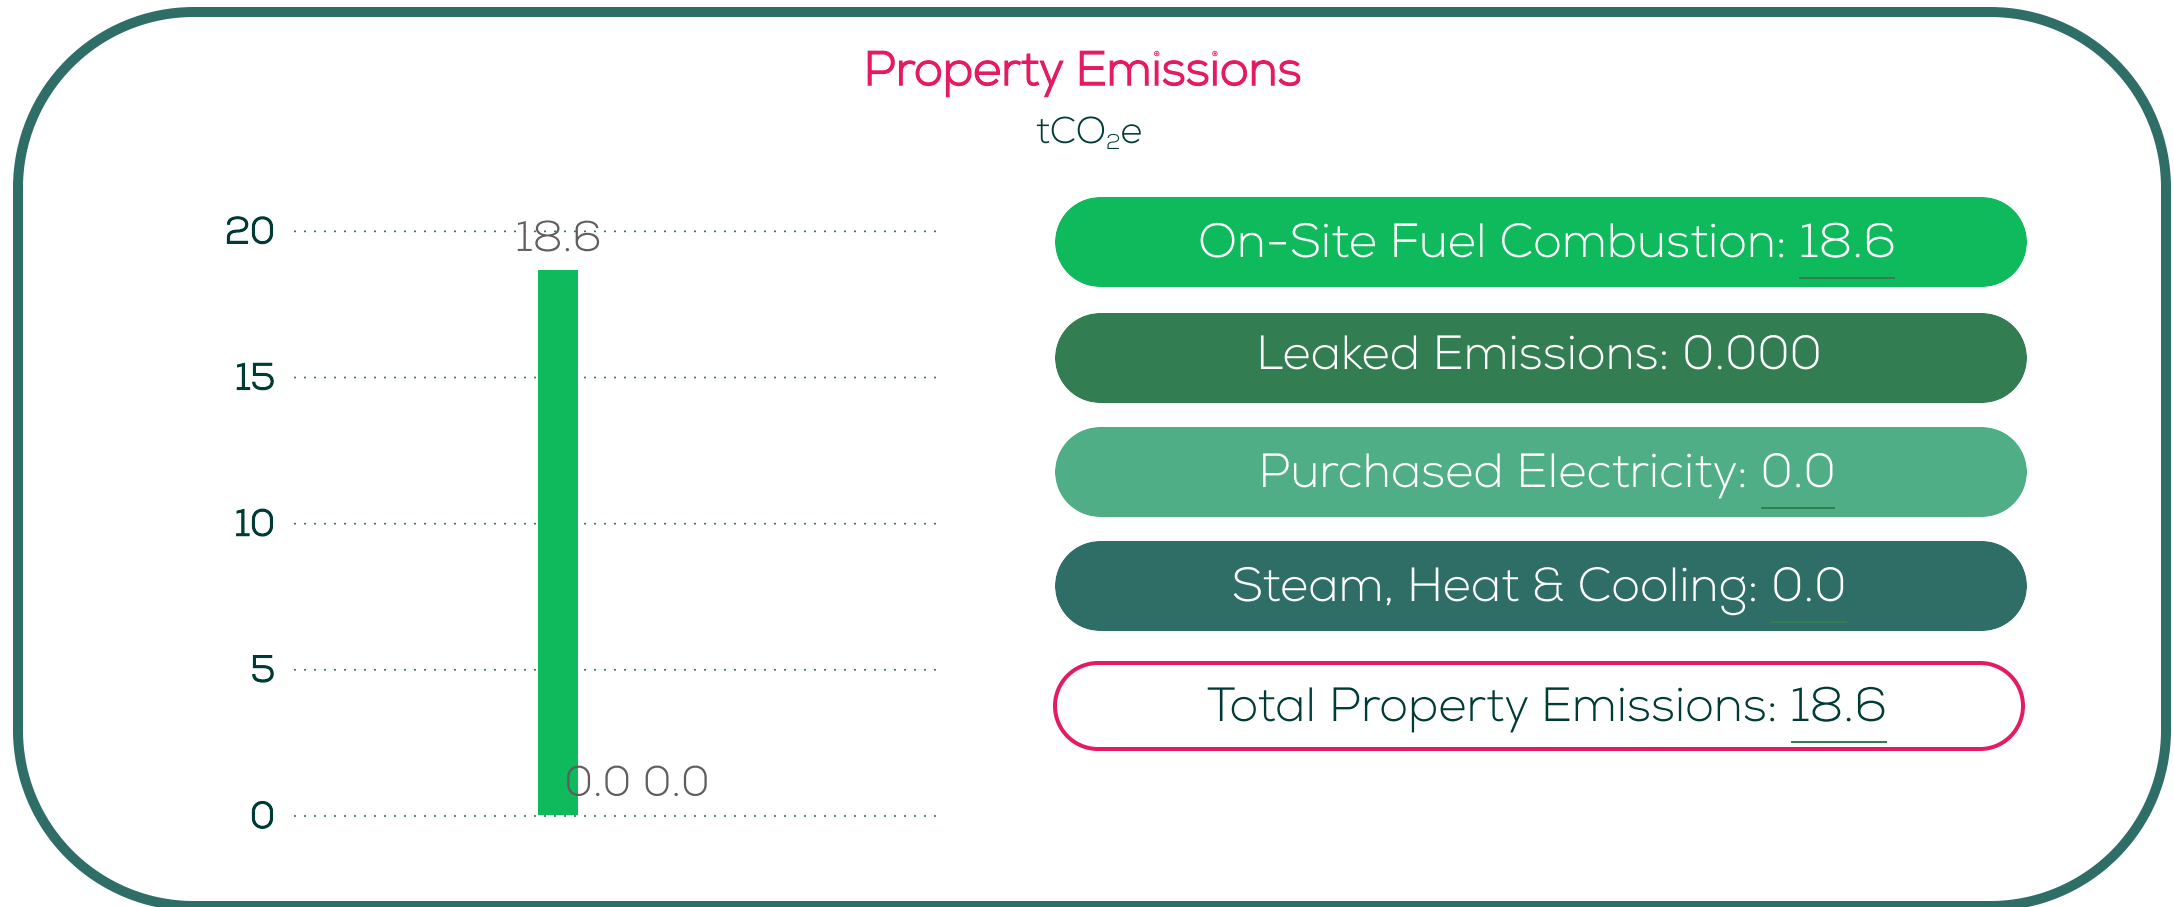 Property Emissions
tCO₂e
20
18.6
15
10
5
0.0 0.0
0
On-Site Fuel Combustion: 18.6
Leaked Emissions: 0.000
Purchased Electricity: 0.0
Steam, Heat & Cooling: 0.0
Total Property Emissions: 18.6